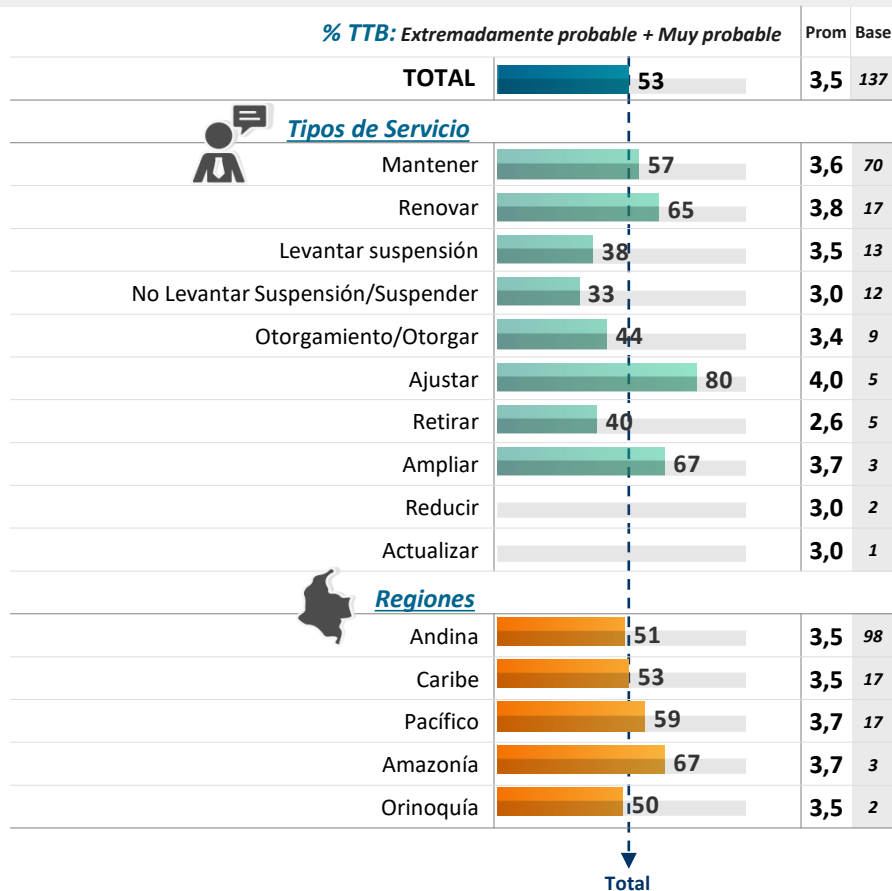 % TTB: Extremadamente probable + Muy probable Prom Base
TOTAL 53 3,5 137
Tipos de Servicio
Mantener 57 3,6 70
Renovar 65 3,8 17
Levantar suspensión 38 3,5 13
No Levantar Suspensión/Suspender 33 3,0 12
Otorgamiento/Otorgar 44 3,4 9
Ajustar 80 4,0 5
Retirar 40 2,6 5
Ampliar 67 3,7 3
Reducir 3,0 2
Actualizar 3,0 1
Regiones
Andina 51 3,5 98
Caribe 53 3,5 17
Pacífico 59 3,7 17
Amazonía 67 3,7 3
Orinoquía 50 3,5 2
Total